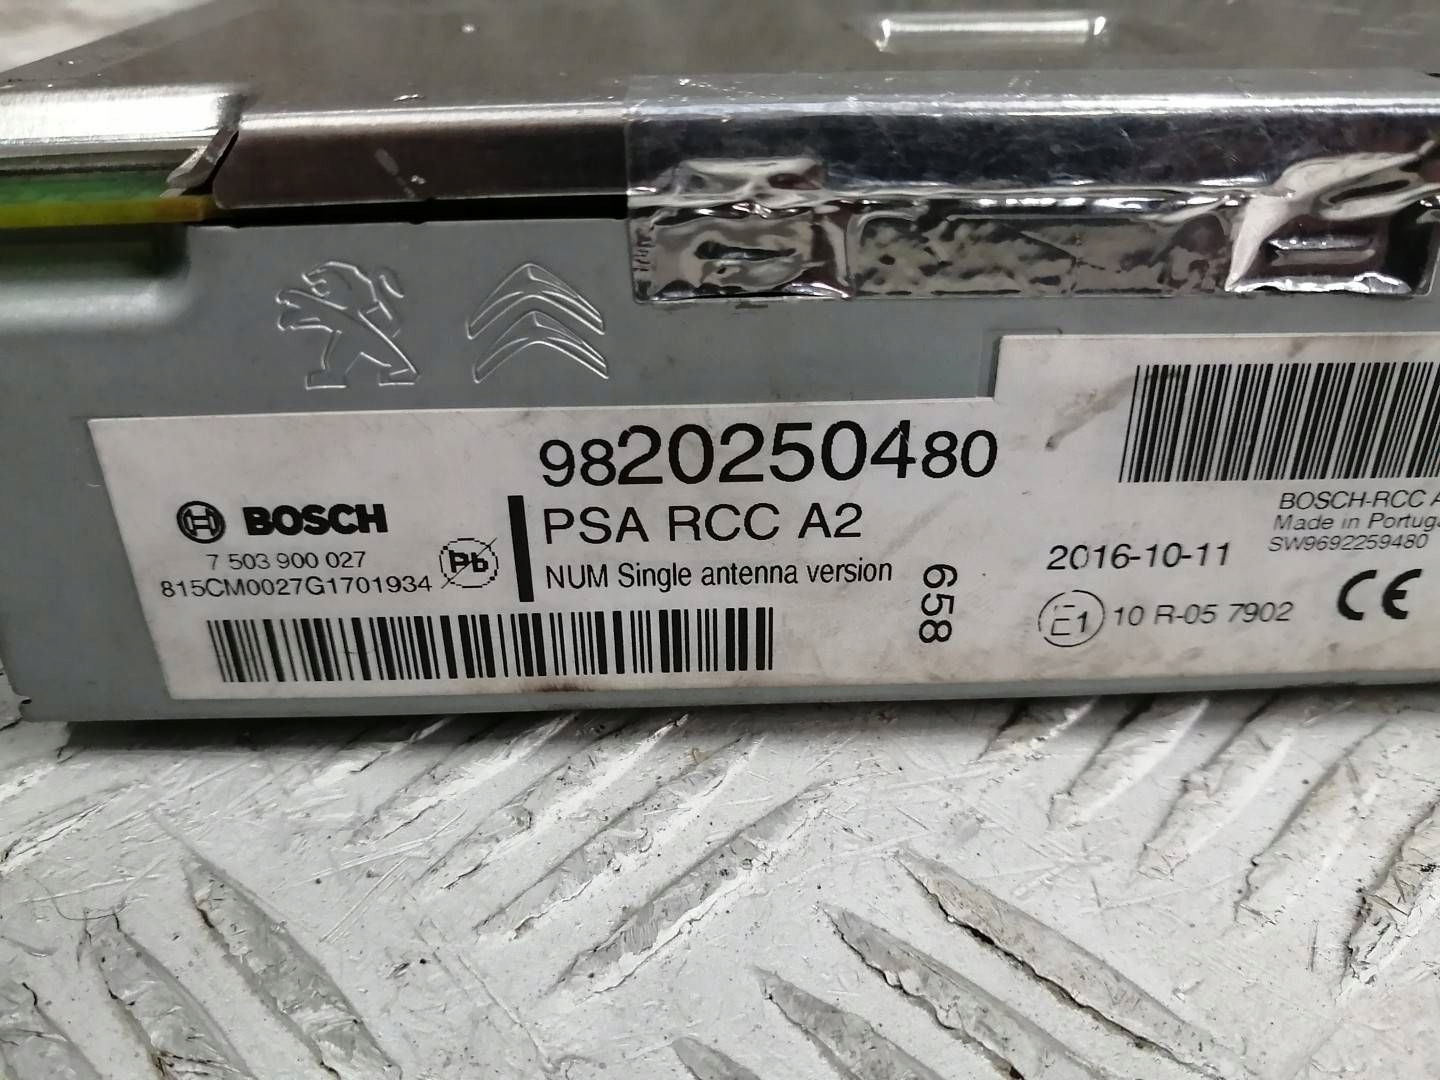 9820250480
BOSCH
PSA RCC A2
7 503 900 027
Pb
815CM0027G1701934
NUM Single antenna version
658
BOSCH-RCC
Made in
SW9692259480
2016-10-11
E1 10 R-05 7902 CE